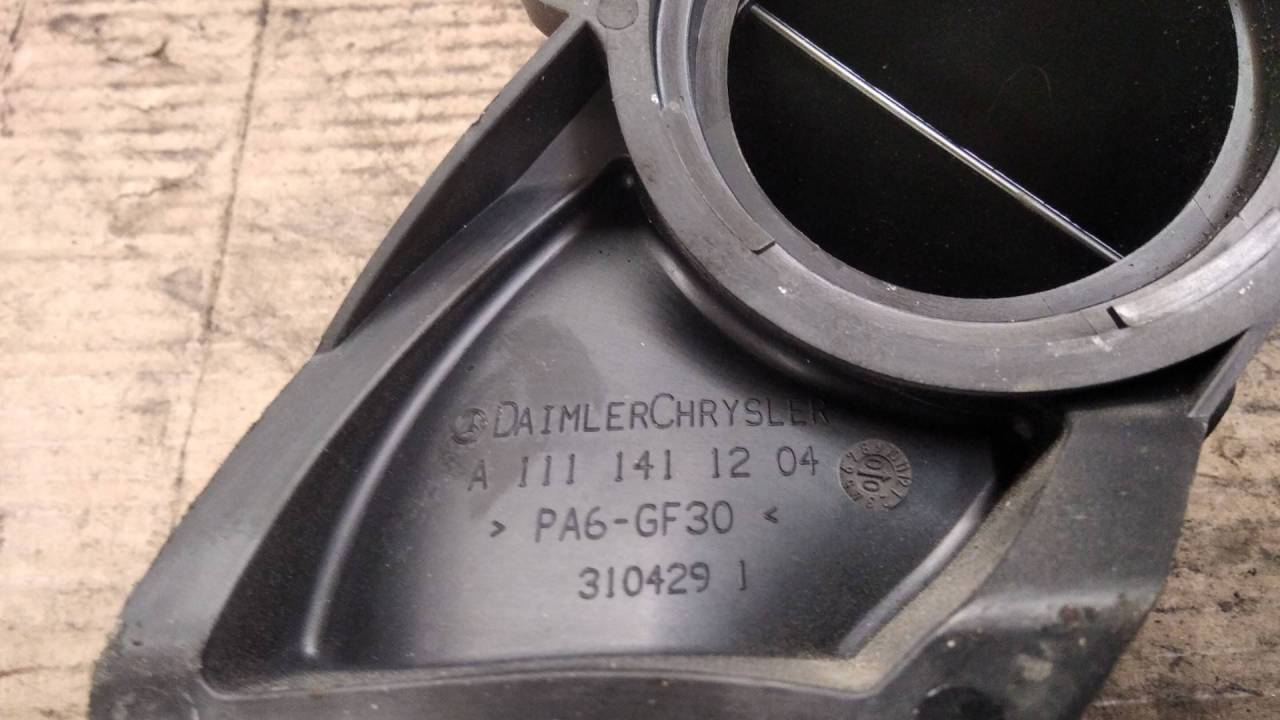 DAIMLERCHRYSLER
A 111 141 12 04
> PA6-GF30 <
310429 1